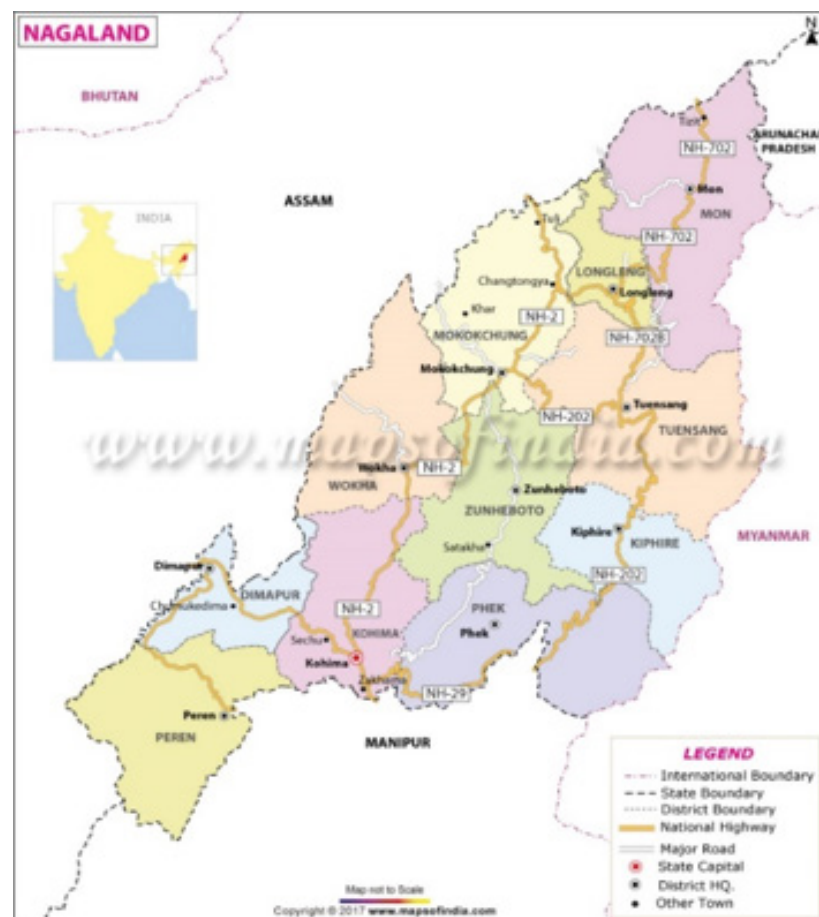 NAGALAND
N
BHUTAN
ARUNACHAL
PRADESH
Tizit
NH-702
Mon
MON
ASSAM
INDIA
Tuli
NH-702
LONGLENG
Changtongya
Longleng
Khar
NH-2
MOKOKCHUNG
NH-702B
Mokokchung
NH-202
Tuensang
TUENSANG
www.mapsofindia.com
Wokha
NH-2
WOKHA
Zunheboto
ZUNHEBOTO
Kiphire
KIPHIRE
MYANMAR
Satakha
Dimapur
DIMAPUR
Chumukedima
NH-202
NH-2
KOHIMA
PHEK
Phek
Sechu
Kohima
Zakhama
NH-29
Peren
PEREN
MANIPUR
LEGEND
International Boundary
State Boundary
District Boundary
National Highway
Major Road
State Capital
District HQ.
Other Town
Map not to Scale
Copyright © 2017 www.mapsofindia.com